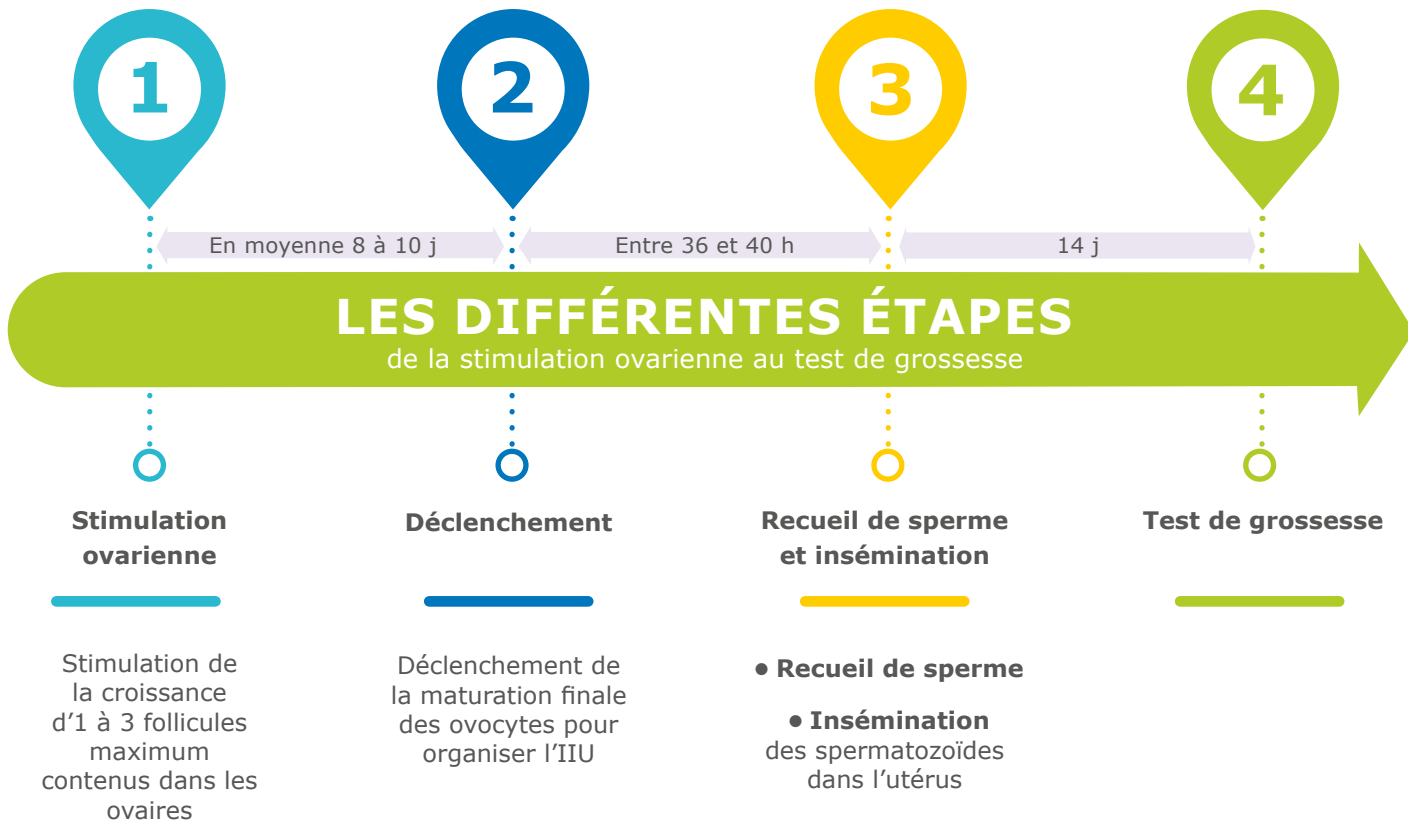 1
2
3
4
En moyenne 8 à 10 j
Entre 36 et 40 h
14 j
LES DIFFÉRENTES ÉTAPES
de la stimulation ovarienne au test de grossesse
Stimulation
ovarienne
Stimulation de
la croissance
d’1 à 3 follicules
maximum
contenus dans les
ovaires
Déclenchement
Déclenchement de
la maturation finale
des ovocytes pour
organiser l’IIU
Recueil de sperme
et insémination
● Recueil de sperme
● Insémination
des spermatozoïdes
dans l’utérus
Test de grossesse